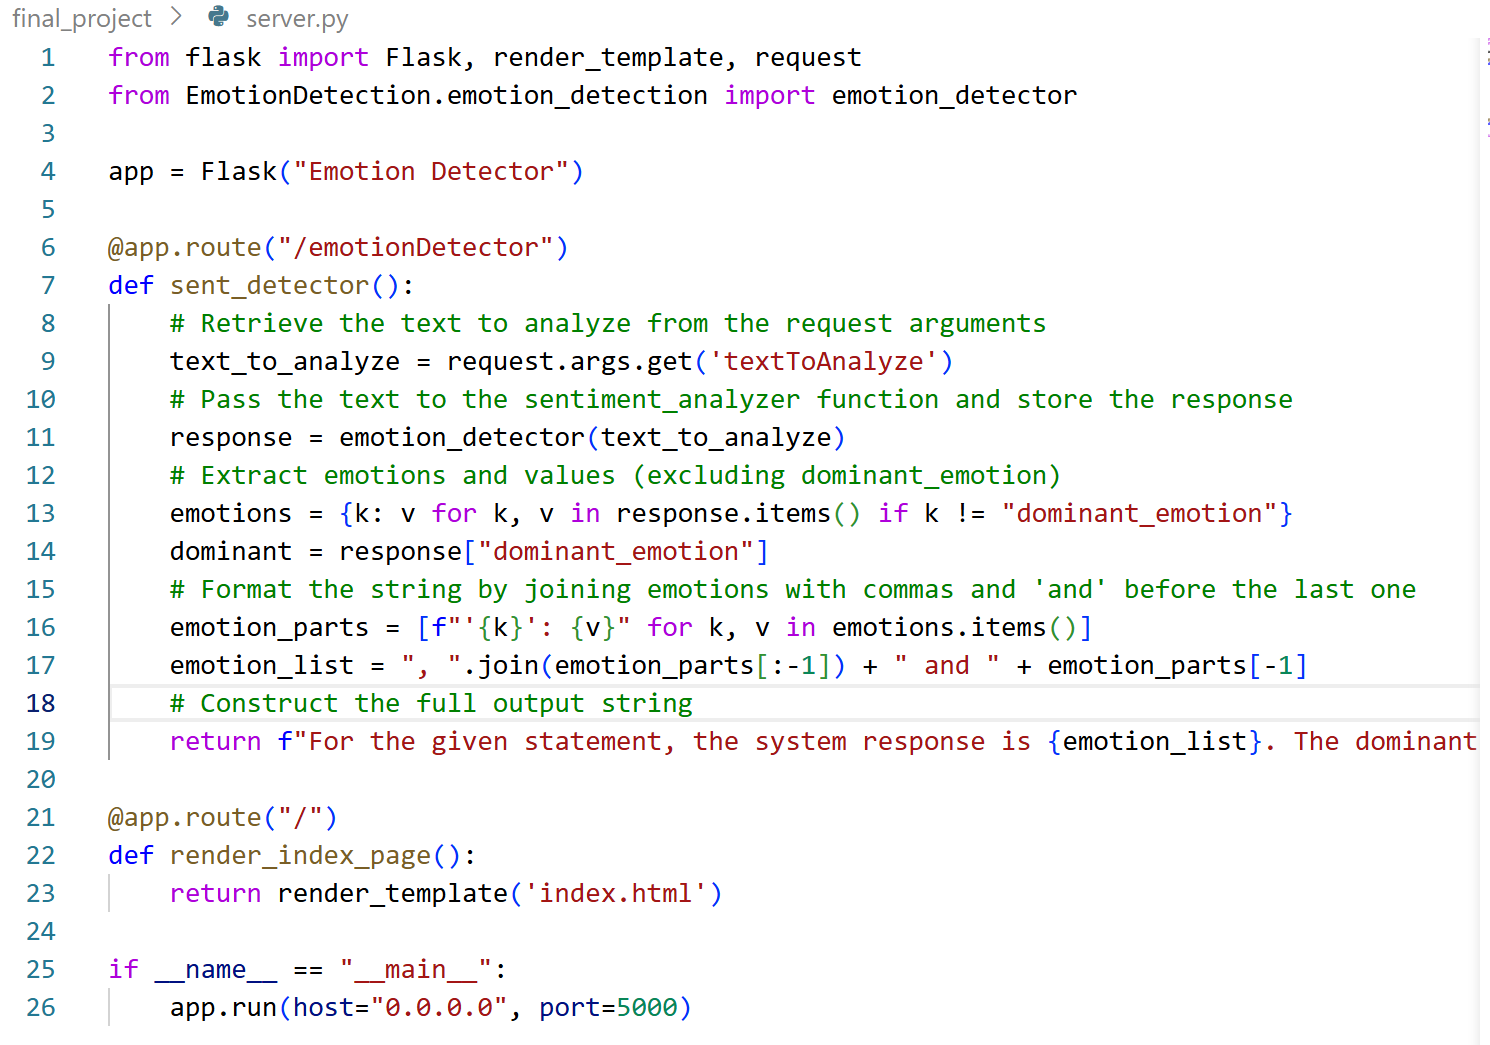 final_project > server.py
1 from flask import Flask, render_template, request
2 from EmotionDetection.emotion_detection import emotion_detector
3
4 app = Flask("Emotion Detector")
5
6 @app.route("/emotionDetector")
7 def sent_detector():
8     # Retrieve the text to analyze from the request arguments
9     text_to_analyze = request.args.get('textToAnalyze')
10     # Pass the text to the sentiment_analyzer function and store the response
11     response = emotion_detector(text_to_analyze)
12     # Extract emotions and values (excluding dominant_emotion)
13     emotions = {k: v for k, v in response.items() if k != "dominant_emotion"}
14     dominant = response["dominant_emotion"]
15     # Format the string by joining emotions with commas and 'and' before the last one
16     emotion_parts = [f"'{k}': {v}" for k, v in emotions.items()]
17     emotion_list = ", ".join(emotion_parts[:-1]) + " and " + emotion_parts[-1]
18     # Construct the full output string
19     return f"For the given statement, the system response is {emotion_list}. The dominant
20
21 @app.route("/")
22 def render_index_page():
23     return render_template('index.html')
24
25 if __name__ == "__main__":
26     app.run(host="0.0.0.0", port=5000)